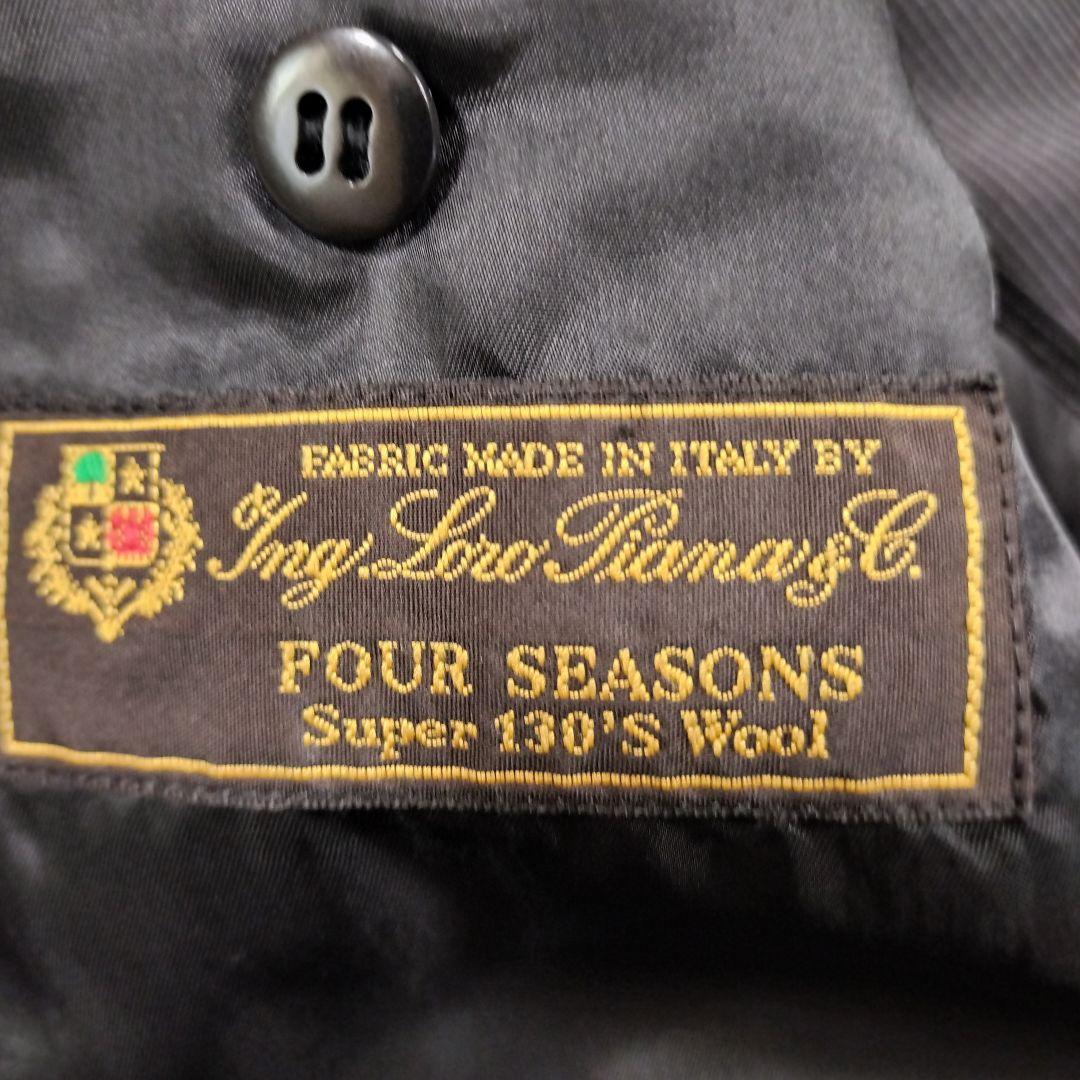 FABRIC MADE IN ITALY BY
Ing. Loro Piana & C.
FOUR SEASONS
Super 130'S Wool